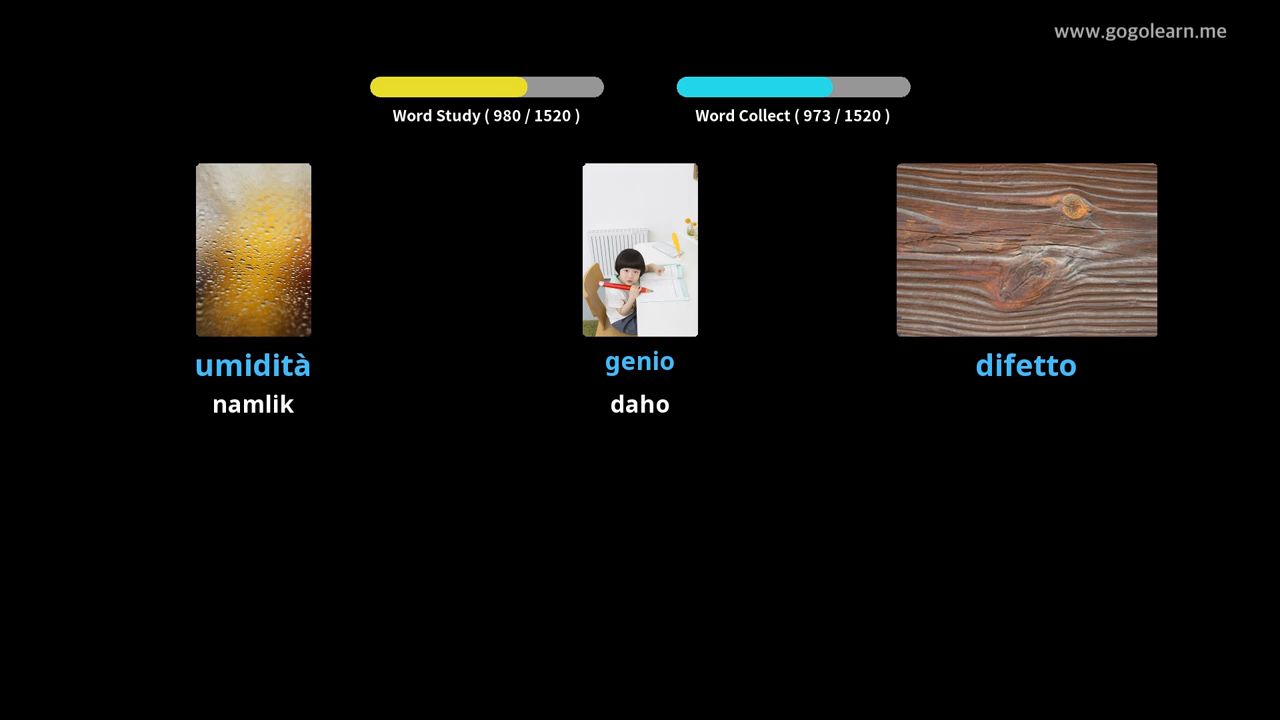 www.gogolearn.me
Word Study ( 980 / 1520 )
Word Collect ( 973 / 1520 )
umidità
genio
difetto
namlik
daho